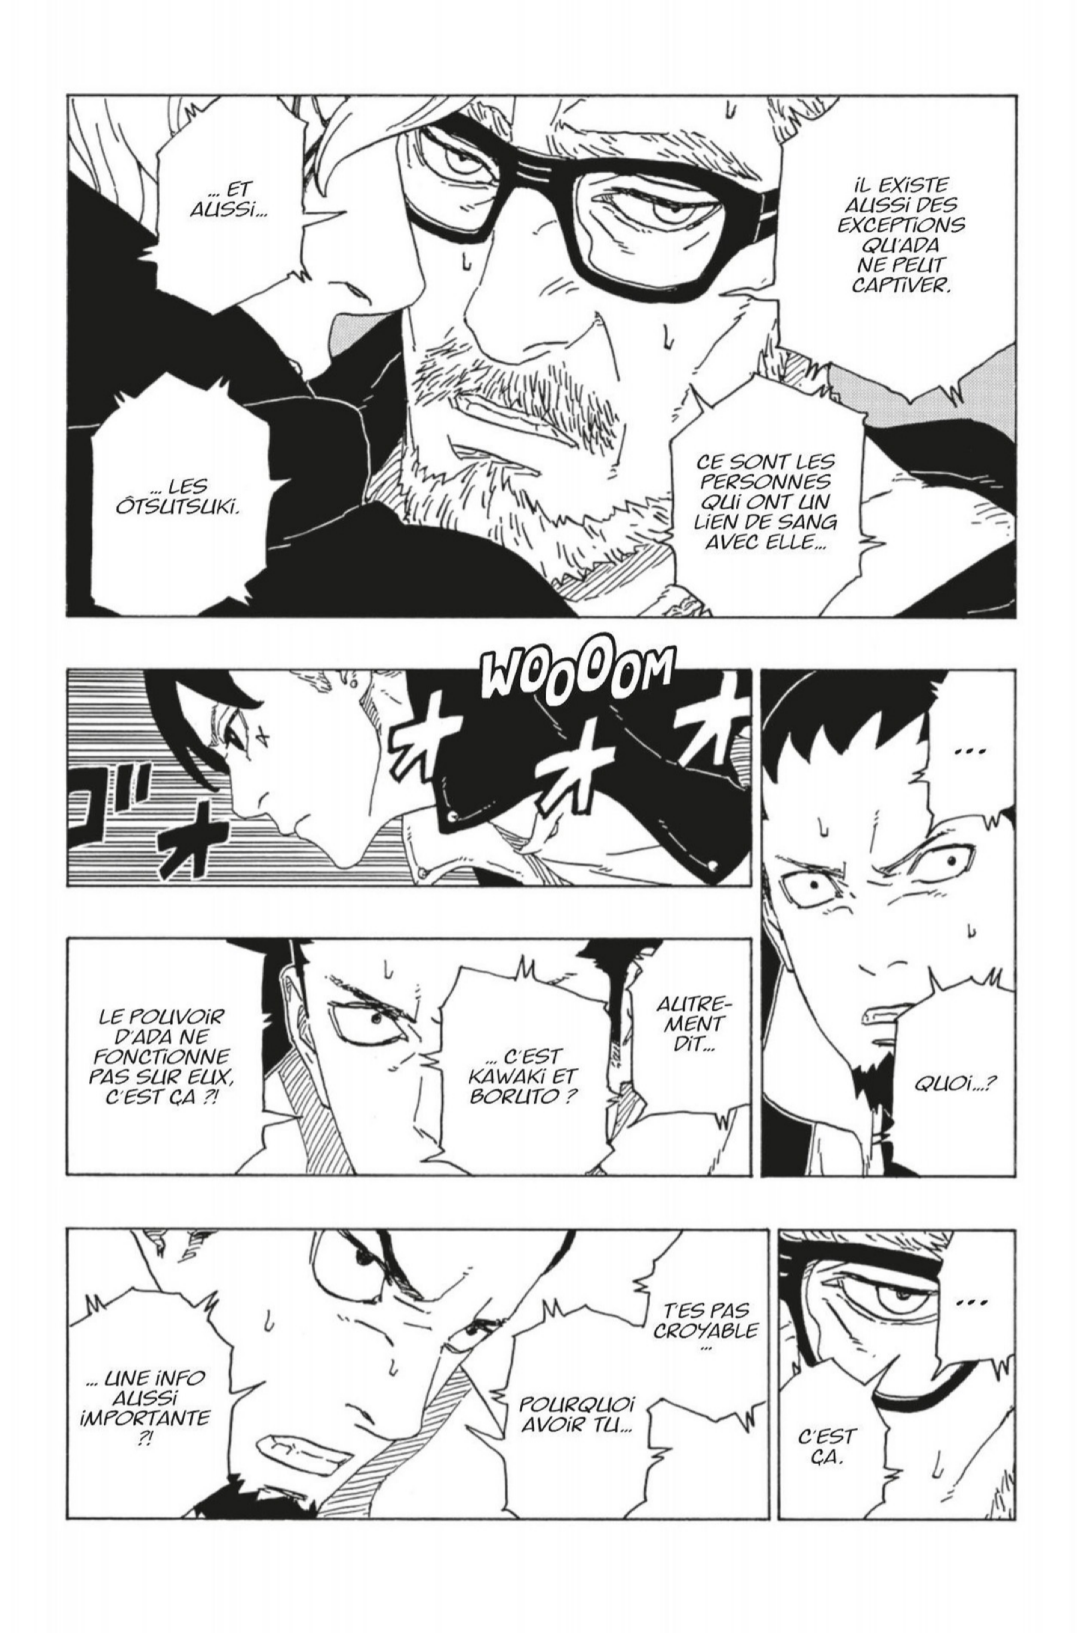 IL EXISTE
AUSSI DES
EXCEPTIONS
QU'ADA
NE PEUT
CAPTIVER.
CE SONT LES
PERSONNES
QUI ONT UN
LIEN DE SANG
AVEC ELLE...
... ET
AUSSI...
... LES
ÔTSUTSUKI.
...
QUOI...?
WOOOOM
オ
オ
オ
オ
ゴ
AUTRE-
MENT
DIT...
... C'EST
KAWAKI ET
BORUTO ?
LE POUVOIR
D'ADA NE
FONCTIONNE
PAS SUR EUX,
C'EST ÇA ?!
...
C'EST
ÇA.
T'ES PAS
CROYABLE
...
POURQUOI
AVOIR TU...
... UNE INFO
AUSSI
IMPORTANTE
?!